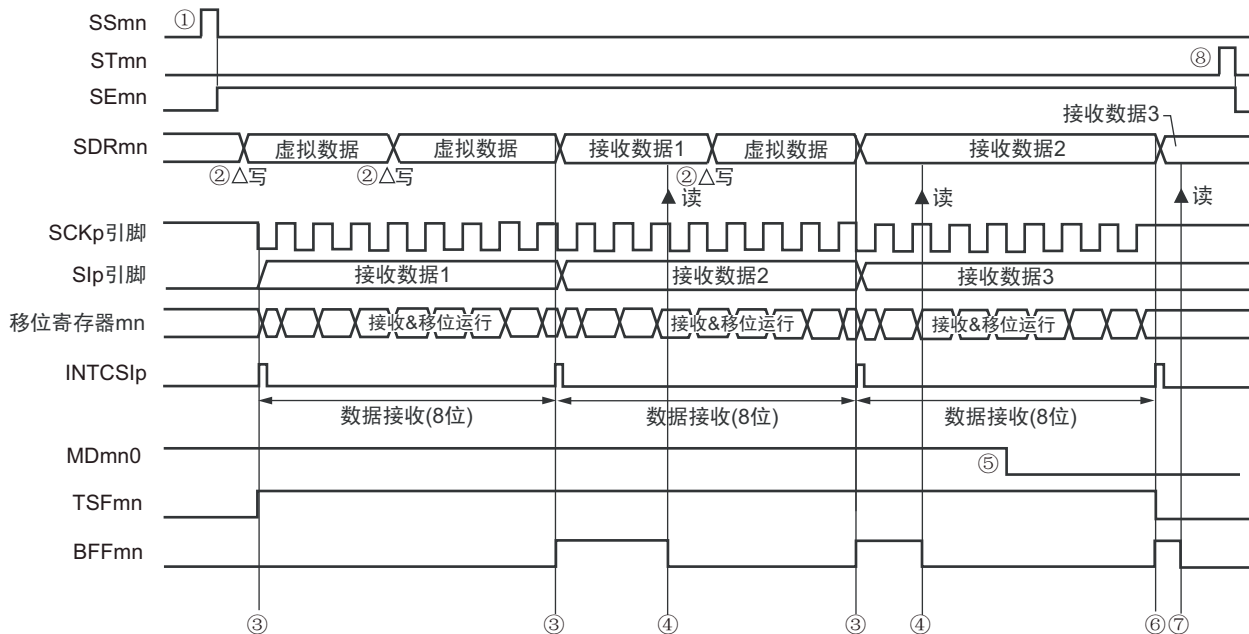 SSmn ①
STmn ⑧
SEmn
接收数据3
SDRmn 虚拟数据 虚拟数据 接收数据1 虚拟数据 接收数据2
②△写 ②△写 ②△写
▲读 ▲读 ▲读
SCKp引脚
SIp引脚 接收数据1 接收数据2 接收数据3
移位寄存器mn 接收&移位运行 接收&移位运行 接收&移位运行
INTCSIp
数据接收(8位) 数据接收(8位) 数据接收(8位)
MDmn0 ⑤
TSFmn
BFFmn
③ ③ ④ ③ ④ ⑥ ⑦